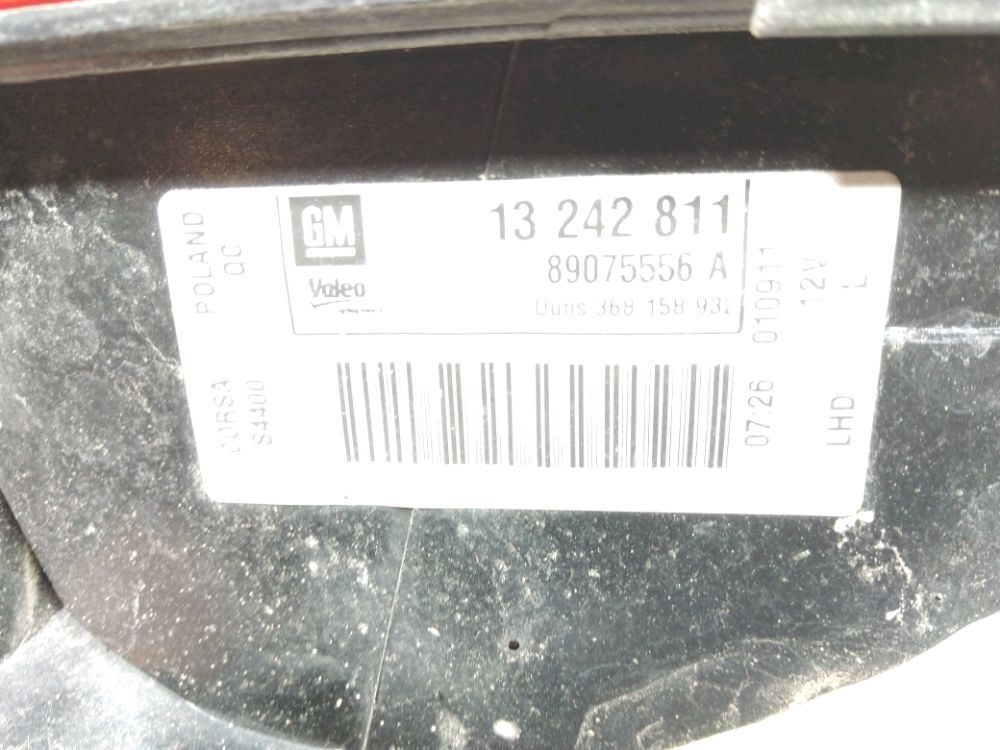 GM
13 242 811
Valeo
89075556 A
Duns 368 158 932
POLAND
QC
CORSA
S4400
07:26 010911
12V
LHD L